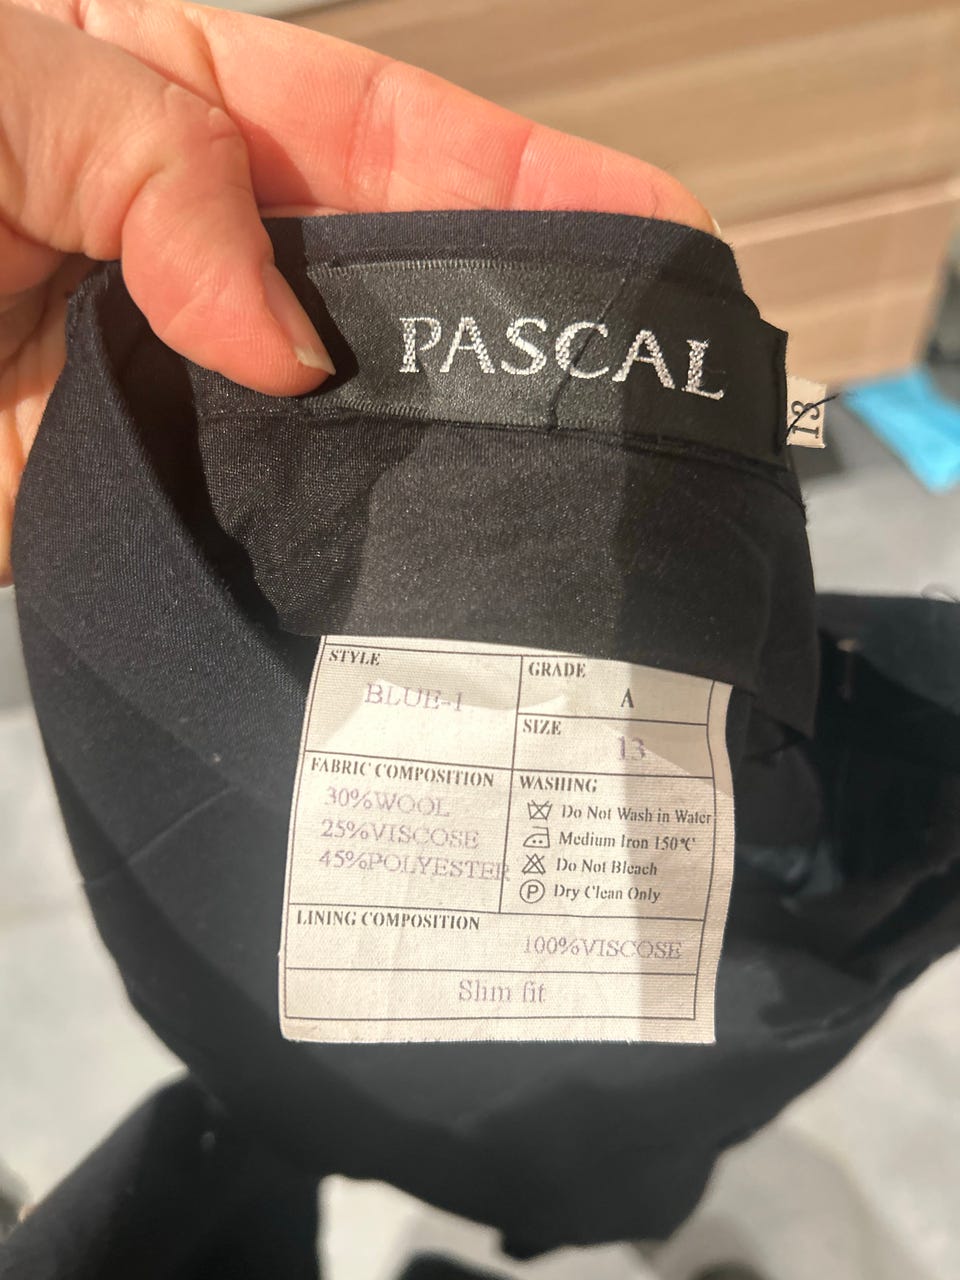 PASCAL
13
STYLE
BLUE-1
GRADE
A
SIZE
13
FABRIC COMPOSITION
30%WOOL
25%VISCOSE
45%POLYESTER
WASHING
Do Not Wash in Water
Medium Iron 150℃
Do Not Bleach
P Dry Clean Only
LINING COMPOSITION
100%VISCOSE
Slim fit